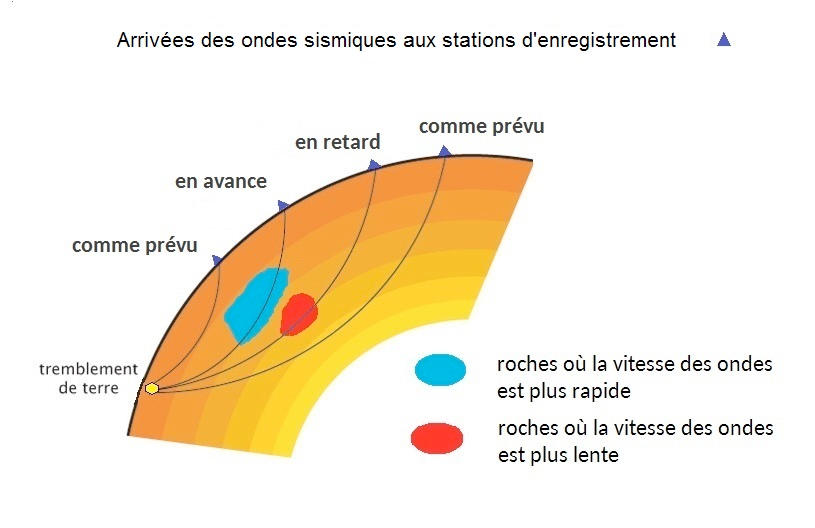 Arrivées des ondes sismiques aux stations d'enregistrement
comme prévu
en retard
en avance
comme prévu
tremblement
de terre
roches où la vitesse des ondes
est plus rapide
roches où la vitesse des ondes
est plus lente